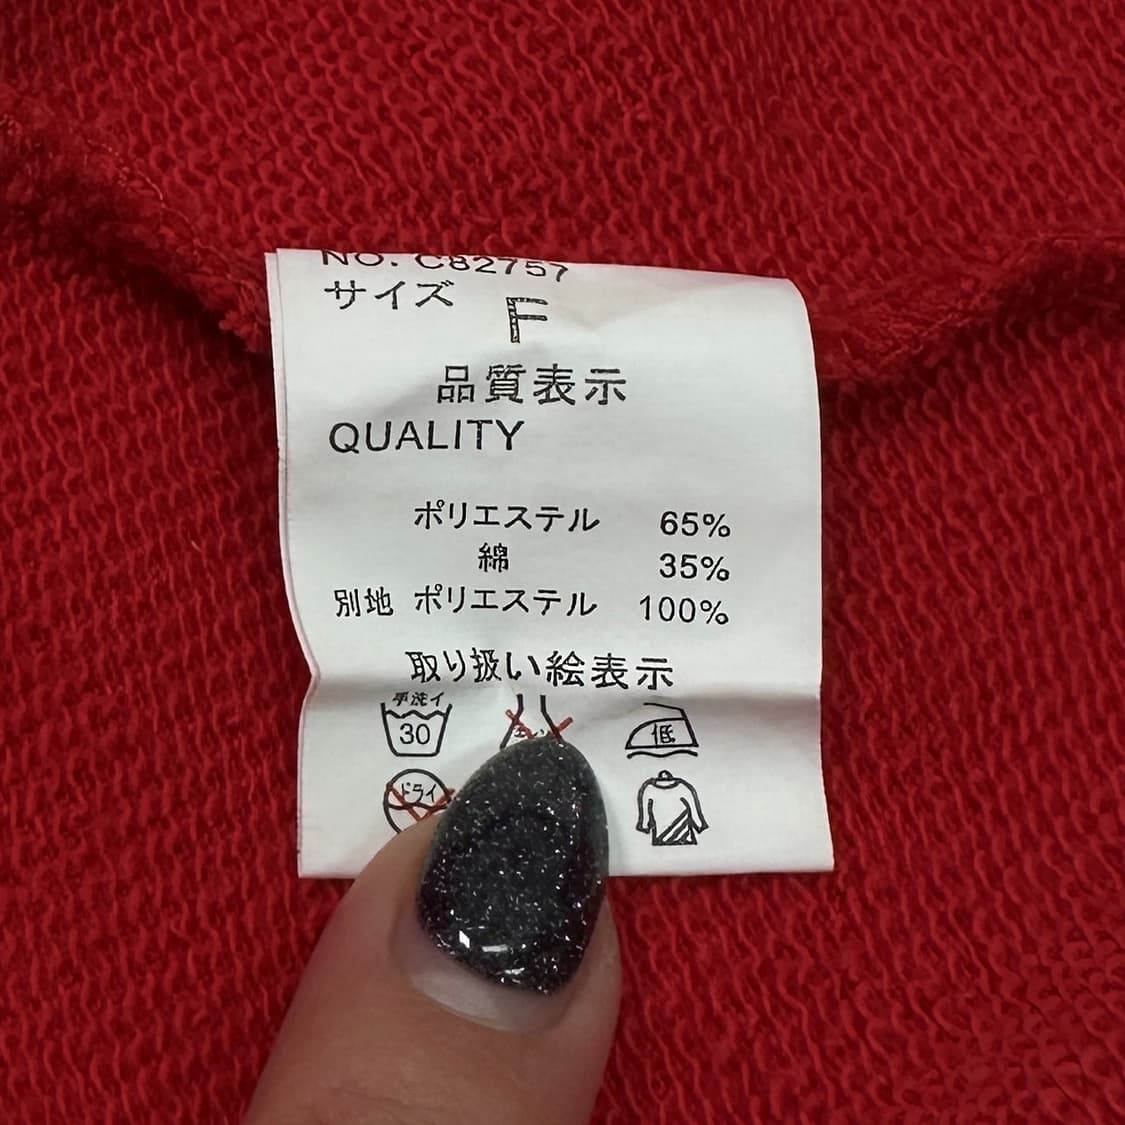 NO. C82757
サイズ F
品質表示
QUALITY
ポリエステル 65%
綿 35%
別地 ポリエステル 100%
取り扱い絵表示
手洗イ
30
低
ドライ